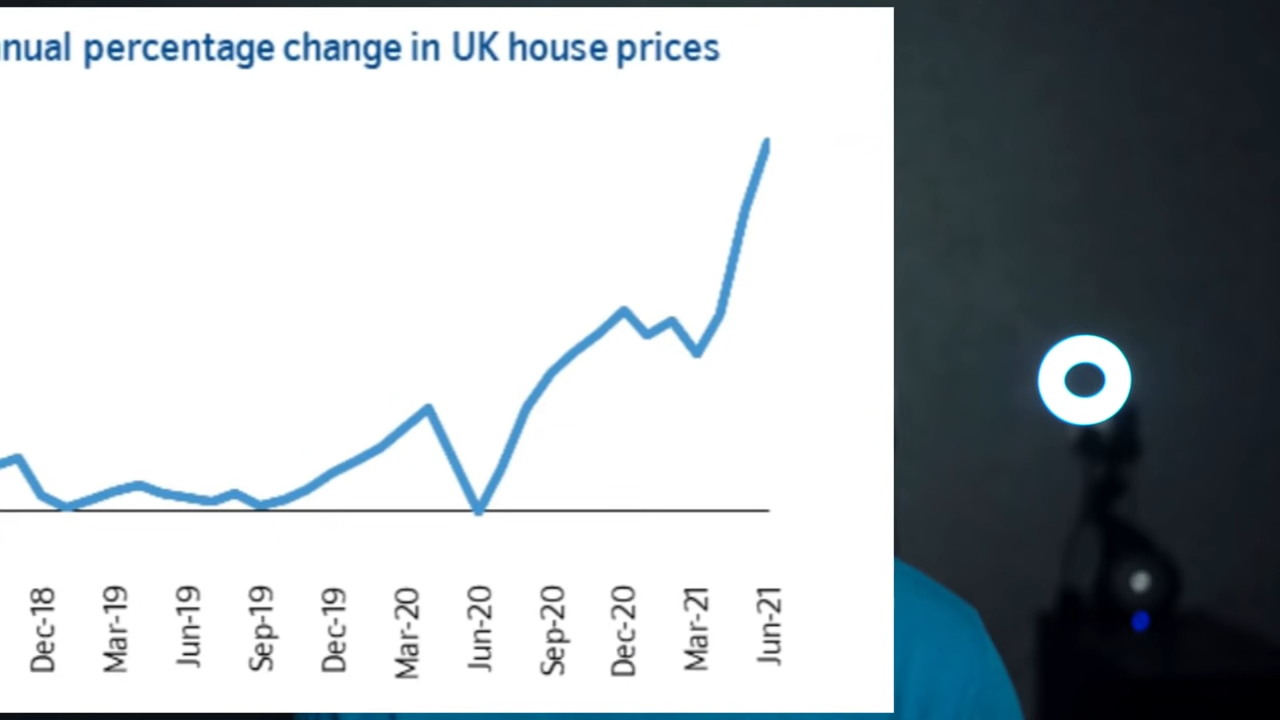 nual percentage change in UK house prices
Dec-18
Mar-19
Jun-19
Sep-19
Dec-19
Mar-20
Jun-20
Sep-20
Dec-20
Mar-21
Jun-21